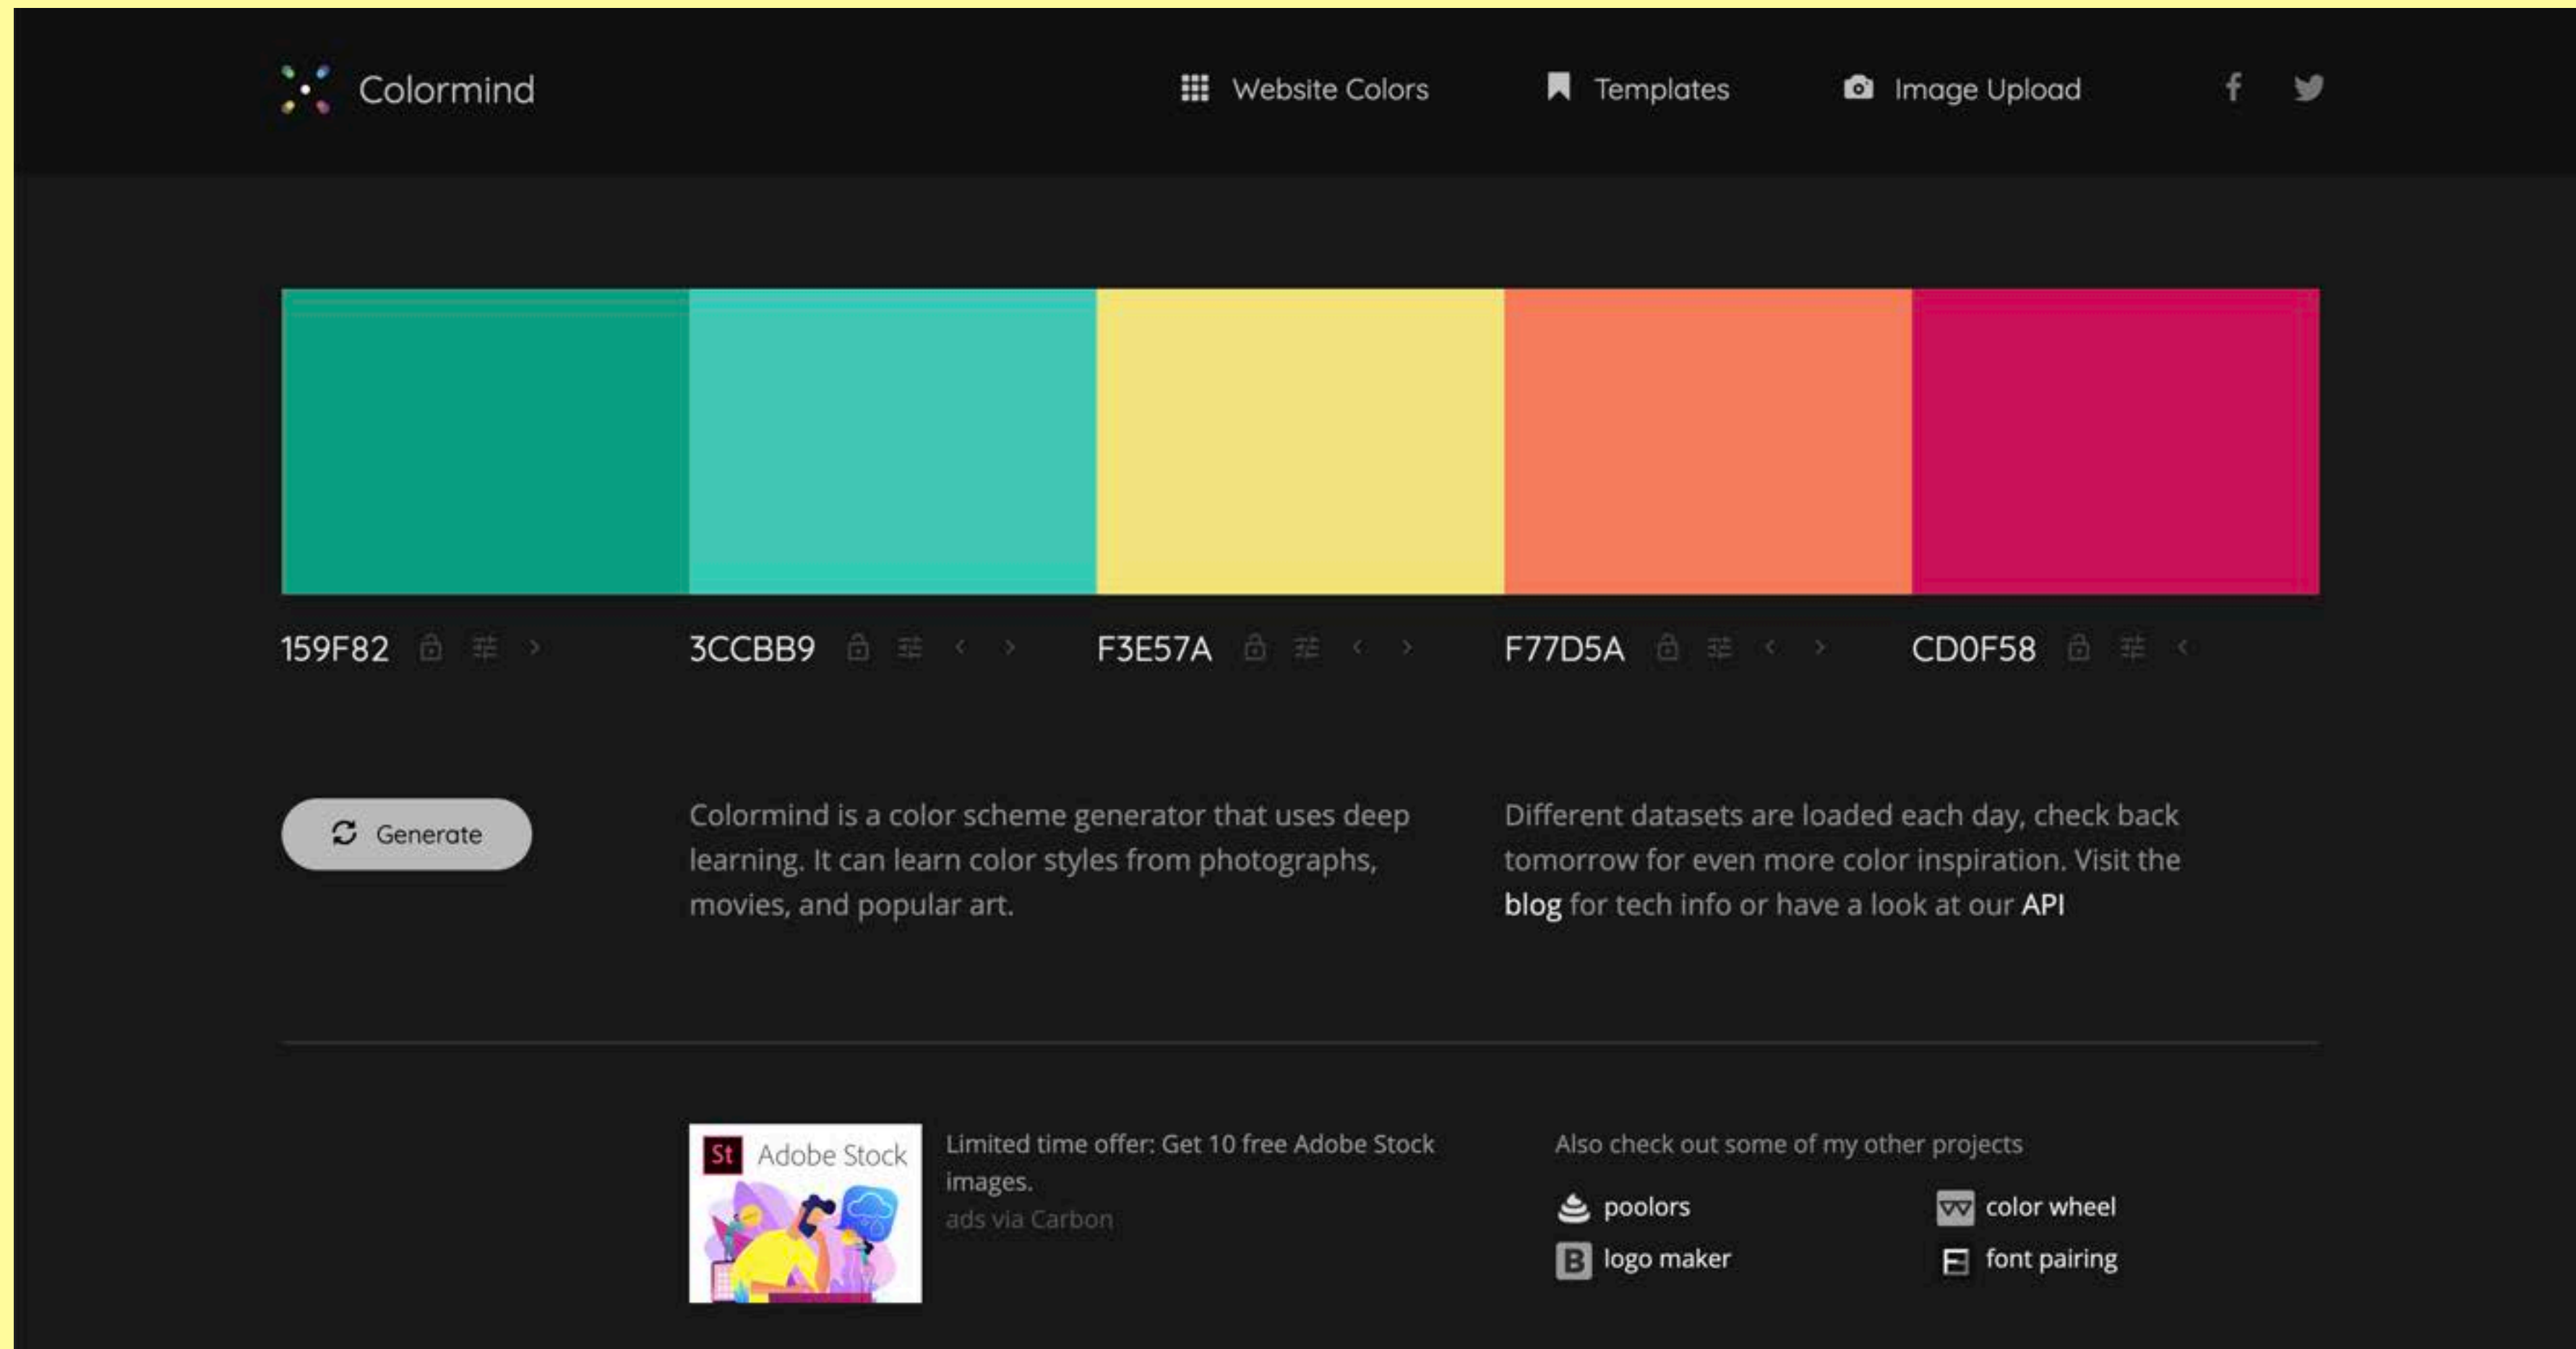 Colormind
Website Colors
Templates
Image Upload
159F82
3CCBB9
F3E57A
F77D5A
CD0F58
Generate
Colormind is a color scheme generator that uses deep
learning. It can learn color styles from photographs,
movies, and popular art.
Different datasets are loaded each day, check back
tomorrow for even more color inspiration. Visit the
blog for tech info or have a look at our API
St Adobe Stock
Limited time offer: Get 10 free Adobe Stock
images.
ads via Carbon
Also check out some of my other projects
poolors
color wheel
B logo maker
font pairing